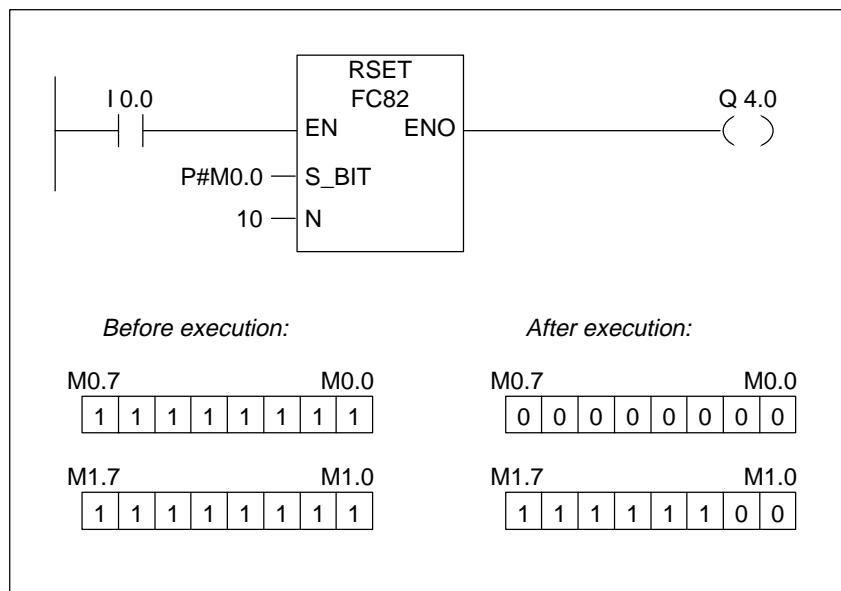 RSET
FC82
I 0.0
Q 4.0
EN ENO
P#M0.0 S_BIT
10 N
Before execution: After execution:
M0.7 M0.0 M0.7 M0.0
1 1 1 1 1 1 1 1 0 0 0 0 0 0 0 0
M1.7 M1.0 M1.7 M1.0
1 1 1 1 1 1 1 1 1 1 1 1 1 1 0 0